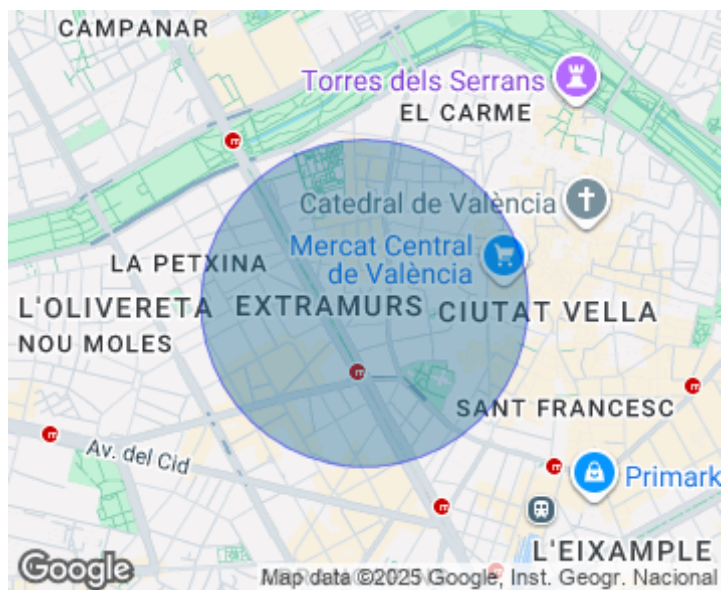 CAMPANAR
Torres dels Serrans
EL CARME
Catedral de València
Mercat Central
de València
LA PETXINA
L'OLIVERETA
EXTRAMURS
CIUTAT VELLA
NOU MOLES
SANT FRANCESC
Av. del Cid
Primark
L'EIXAMPLE
Google
Map data ©2025 Google, Inst. Geogr. Nacional